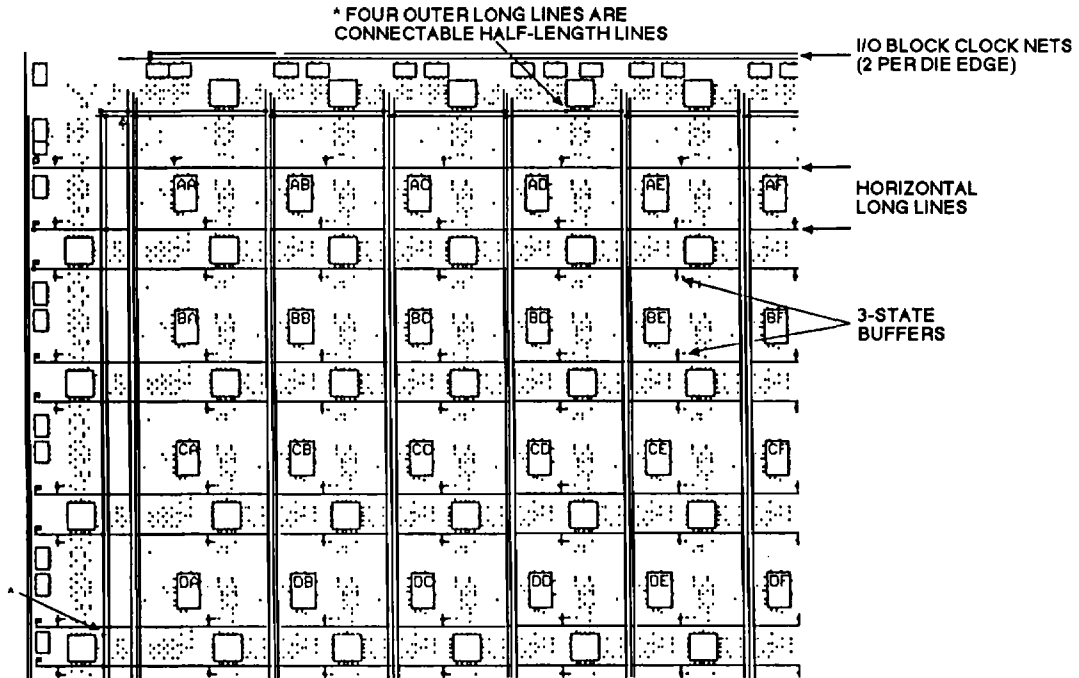 * FOUR OUTER LONG LINES ARE
CONNECTABLE HALF-LENGTH LINES
I/O BLOCK CLOCK NETS
(2 PER DIE EDGE)
AA AB AC AD AE AF
HORIZONTAL
LONG LINES
BA BB BC BD BE BF
3-STATE
BUFFERS
CA CB CC CD CE CF
DA DB DC DD DE DF
*